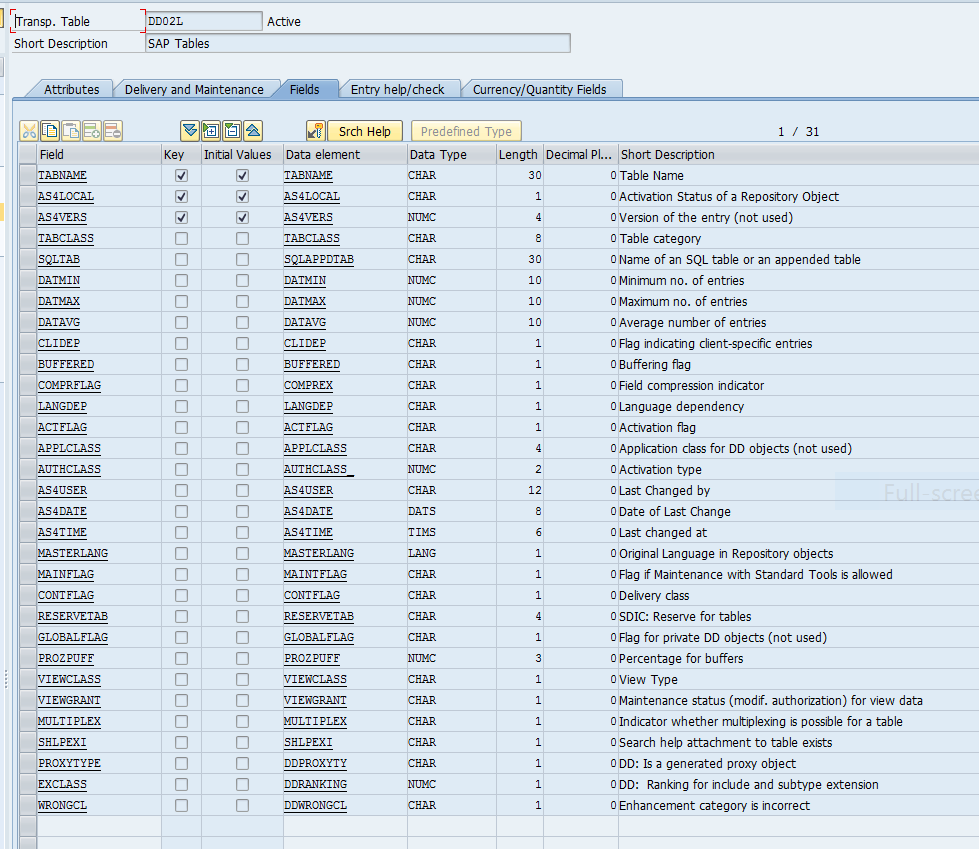 Transp. Table DD02L Active
Short Description SAP Tables
Attributes Delivery and Maintenance Fields Entry help/check Currency/Quantity Fields
Srch Help Predefined Type 1 / 31
Field Key Initial Values Data element Data Type Length Decimal Pl... Short Description
TABNAME TABNAME CHAR 30 0 Table Name
AS4LOCAL AS4LOCAL CHAR 1 0 Activation Status of a Repository Object
AS4VERS AS4VERS NUMC 4 0 Version of the entry (not used)
TABCLASS TABCLASS CHAR 8 0 Table category
SQLTAB SQLAPPDTAB CHAR 30 0 Name of an SQL table or an appended table
DATMIN DATMIN NUMC 10 0 Minimum no. of entries
DATMAX DATMAX NUMC 10 0 Maximum no. of entries
DATAVG DATAVG NUMC 10 0 Average number of entries
CLIDEP CLIDEP CHAR 1 0 Flag indicating client-specific entries
BUFFERED BUFFERED CHAR 1 0 Buffering flag
COMPRFLAG COMPREX CHAR 1 0 Field compression indicator
LANGDEP LANGDEP CHAR 1 0 Language dependency
ACTFLAG ACTFLAG CHAR 1 0 Activation flag
APPLCLASS APPLCLASS CHAR 4 0 Application class for DD objects (not used)
AUTHCLASS AUTHCLASS_ NUMC 2 0 Activation type
AS4USER AS4USER CHAR 12 0 Last Changed by
AS4DATE AS4DATE DATS 8 0 Date of Last Change
AS4TIME AS4TIME TIMS 6 0 Last changed at
MASTERLANG MASTERLANG LANG 1 0 Original Language in Repository objects
MAINFLAG MAINTFLAG CHAR 1 0 Flag if Maintenance with Standard Tools is allowed
CONTFLAG CONTFLAG CHAR 1 0 Delivery class
RESERVETAB RESERVETAB CHAR 4 0 SDIC: Reserve for tables
GLOBALFLAG GLOBALFLAG CHAR 1 0 Flag for private DD objects (not used)
PROZPUFF PROZPUFF NUMC 3 0 Percentage for buffers
VIEWCLASS VIEWCLASS CHAR 1 0 View Type
VIEWGRANT VIEWGRANT CHAR 1 0 Maintenance status (modif. authorization) for view data
MULTIPLEX MULTIPLEX CHAR 1 0 Indicator whether multiplexing is possible for a table
SHLPEXI SHLPEXI CHAR 1 0 Search help attachment to table exists
PROXYTYPE DDPROXYTY CHAR 1 0 DD: Is a generated proxy object
EXCLASS DDRANKING NUMC 1 0 DD: Ranking for include and subtype extension
WRONGCL DDWRONGCL CHAR 1 0 Enhancement category is incorrect